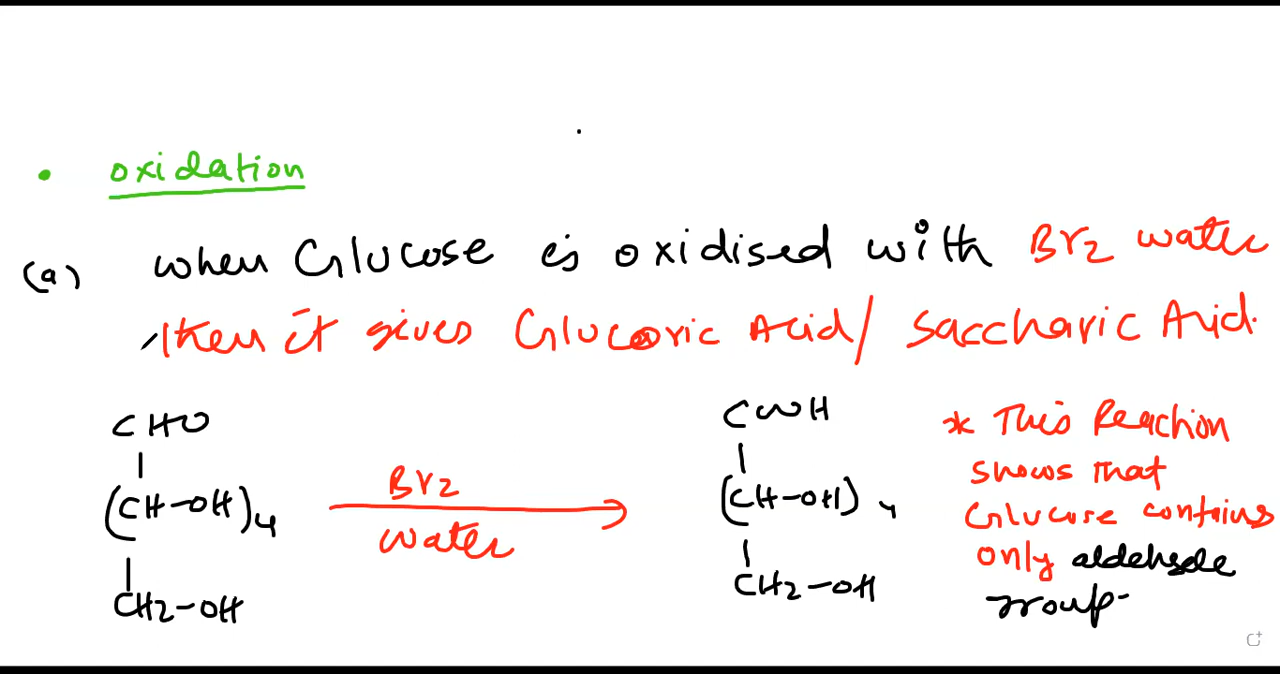 • oxidation
(a) when Glucose is oxidised with Br2 water
then it gives Glucaric Acid/ Saccharic Acid.
CHO
(CH-OH)4
CH2-OH
Br2
water
COOH
(CH-OH)4
CH2-OH
* This Reaction
shows that
Glucose contains
only aldehyde
group-